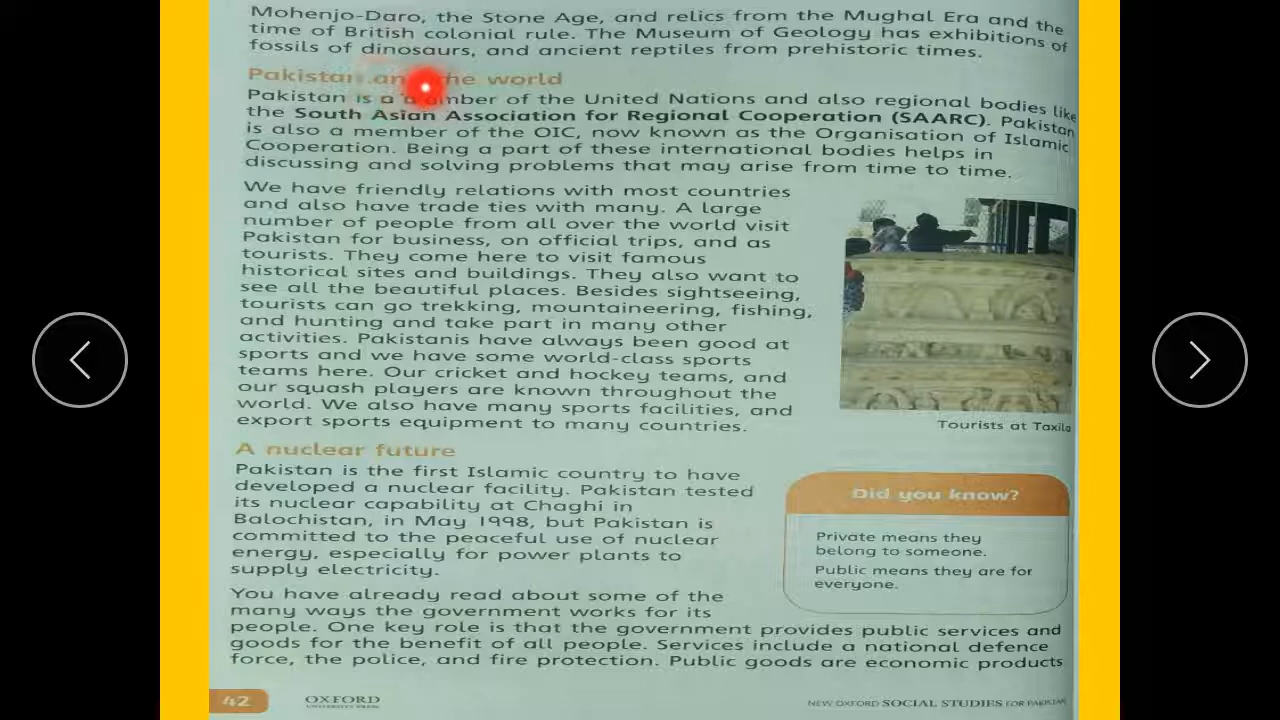 Mohenjo-Daro, the Stone Age, and relics from the Mughal Era and the
time of British colonial rule. The Museum of Geology has exhibitions of
fossils of dinosaurs, and ancient reptiles from prehistoric times.
Pakistan and the world
Pakistan is a member of the United Nations and also regional bodies like
the South Asian Association for Regional Cooperation (SAARC). Pakistan
is also a member of the OIC, now known as the Organisation of Islamic
Cooperation. Being a part of these international bodies helps in
discussing and solving problems that may arise from time to time.
We have friendly relations with most countries
and also have trade ties with many. A large
number of people from all over the world visit
Pakistan for business, on official trips, and as
tourists. They come here to visit famous
historical sites and buildings. They also want to
see all the beautiful places. Besides sightseeing,
tourists can go trekking, mountaineering, fishing,
and hunting and take part in many other
activities. Pakistanis have always been good at
sports and we have some world-class sports
teams here. Our cricket and hockey teams, and
our squash players are known throughout the
world. We also have many sports facilities, and
export sports equipment to many countries.
Tourists at Taxila
A nuclear future
Pakistan is the first Islamic country to have
developed a nuclear facility. Pakistan tested
its nuclear capability at Chaghi in
Balochistan, in May 1998, but Pakistan is
committed to the peaceful use of nuclear
energy, especially for power plants to
supply electricity.
Did you know?
Private means they
belong to someone.
Public means they are for
everyone.
You have already read about some of the
many ways the government works for its
people. One key role is that the government provides public services and
goods for the benefit of all people. Services include a national defence
force, the police, and fire protection. Public goods are economic products
42
OXFORD
UNIVERSITY PRESS
NEW OXFORD SOCIAL STUDIES FOR PAKISTAN